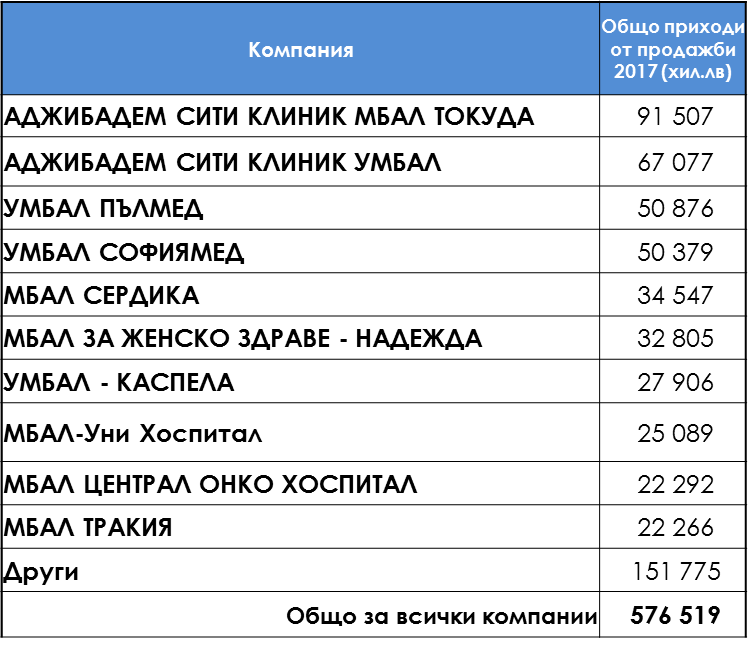 Компания
Общо приходи
от продажби
2017 (хил.лв)
АДЖИБАДЕМ СИТИ КЛИНИК МБАЛ ТОКУДА 91 507
АДЖИБАДЕМ СИТИ КЛИНИК УМБАЛ 67 077
УМБАЛ ПЪЛМЕД 50 876
УМБАЛ СОФИЯМЕД 50 379
МБАЛ СЕРДИКА 34 547
МБАЛ ЗА ЖЕНСКО ЗДРАВЕ - НАДЕЖДА 32 805
УМБАЛ - КАСПЕЛА 27 906
МБАЛ-Уни Хоспитал 25 089
МБАЛ ЦЕНТРАЛ ОНКО ХОСПИТАЛ 22 292
МБАЛ ТРАКИЯ 22 266
Други 151 775
Общо за всички компании 576 519